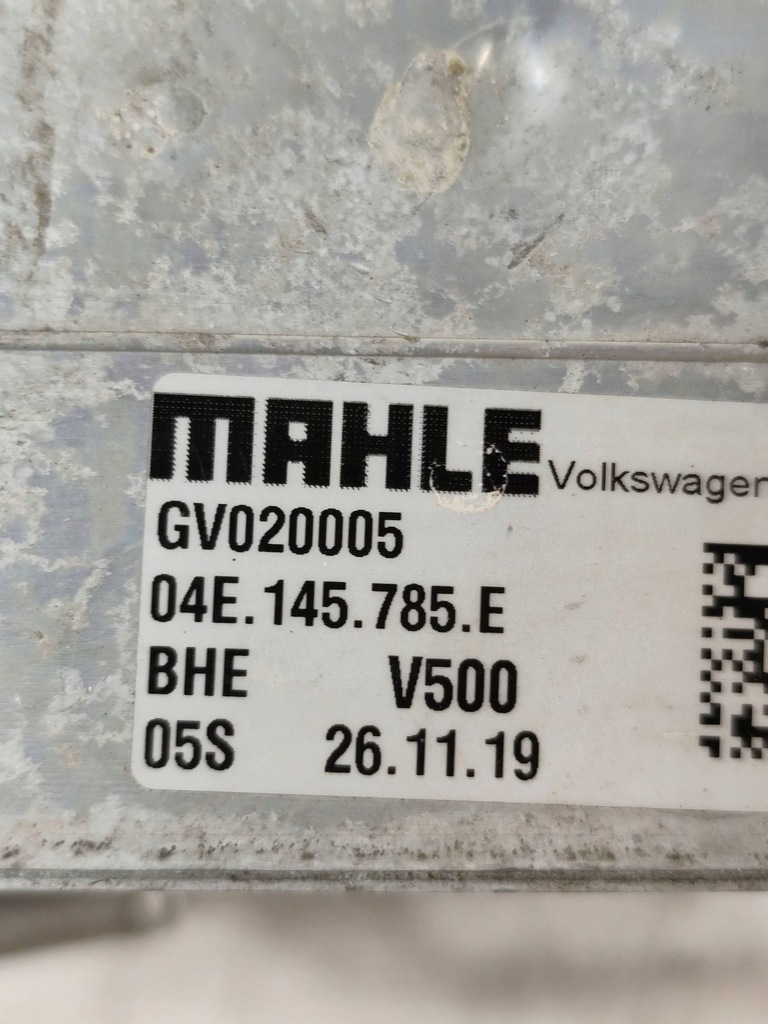 MAHLE Volkswagen
GV020005
04E.145.785.E
BHE V500
05S 26.11.19